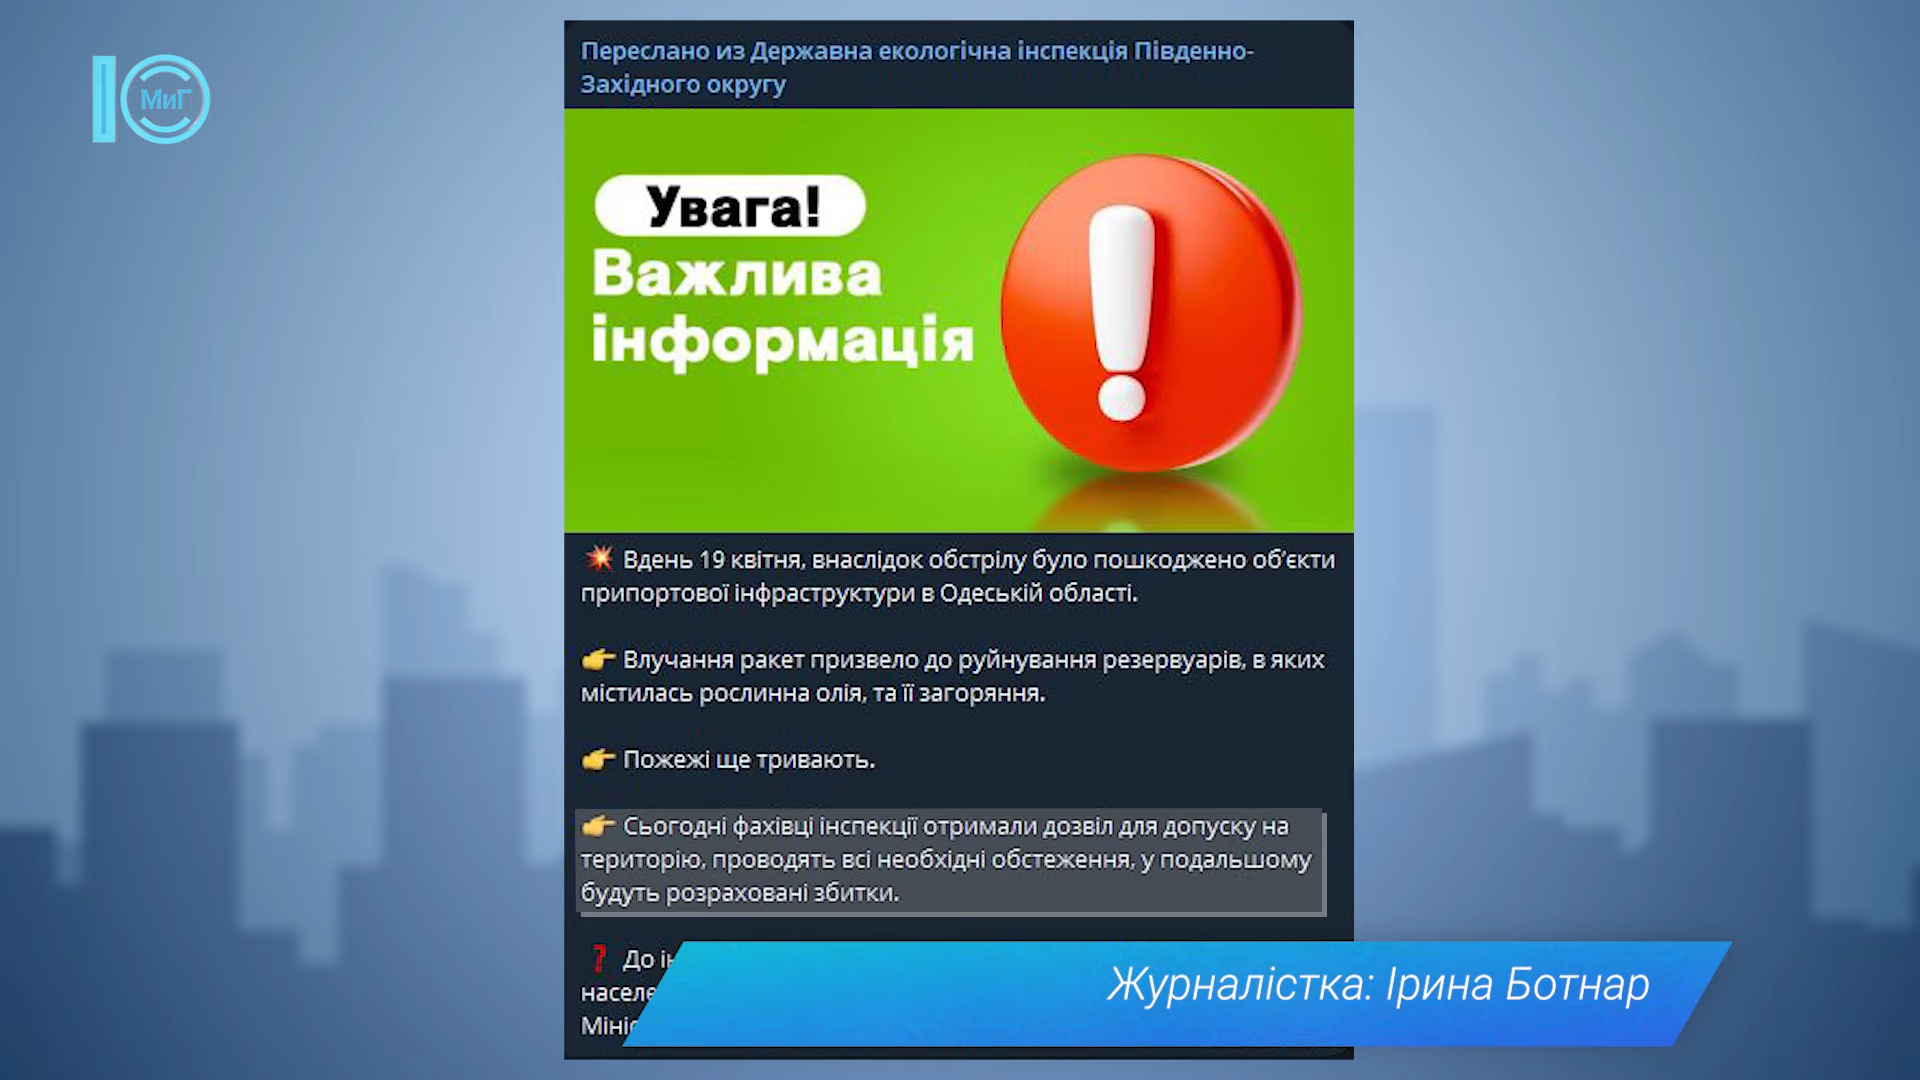 МиГ
Переслано из Державна екологічна інспекція Південно-
Західного округу
Увага!
Важлива
інформація
Вдень 19 квітня, внаслідок обстрілу було пошкоджено об’єкти
припортової інфраструктури в Одеській області.
Влучання ракет призвело до руйнування резервуарів, в яких
містилась рослинна олія, та її загоряння.
Пожежі ще тривають.
Сьогодні фахівці інспекції отримали дозвіл для допуску на
територію, проводять всі необхідні обстеження, у подальшому
будуть розраховані збитки.
До
Журналістка: Ірина Ботнар